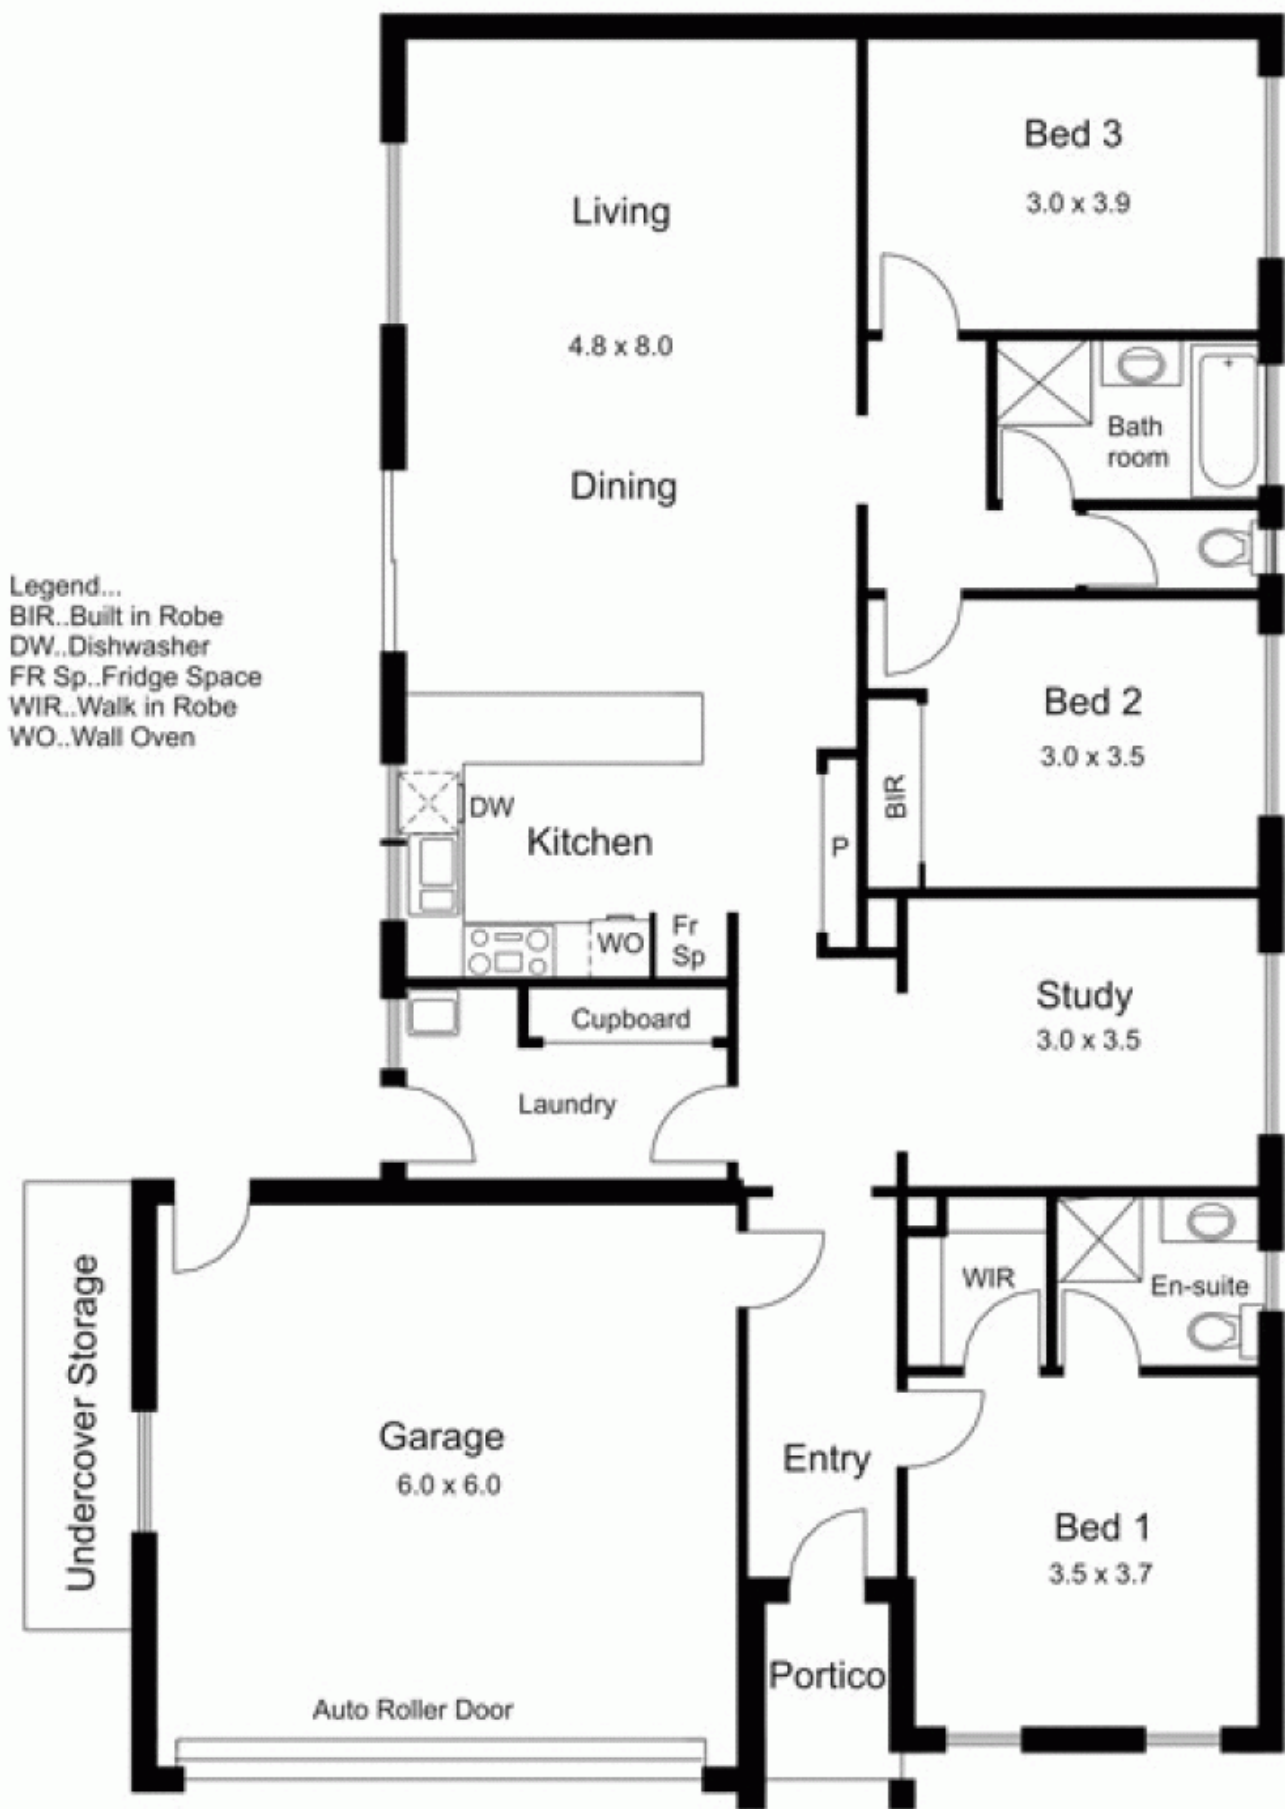 Bed 3
3.0 x 3.9
Living
4.8 x 8.0
Dining
Bath
room
Legend...
BIR..Built in Robe
DW..Dishwasher
FR Sp..Fridge Space
WIR..Walk in Robe
WO..Wall Oven
Bed 2
3.0 x 3.5
BIR
DW
Kitchen
P
WO
Fr
Sp
Study
3.0 x 3.5
Cupboard
Laundry
WIR
En-suite
Undercover Storage
Garage
6.0 x 6.0
Entry
Bed 1
3.5 x 3.7
Portico
Auto Roller Door